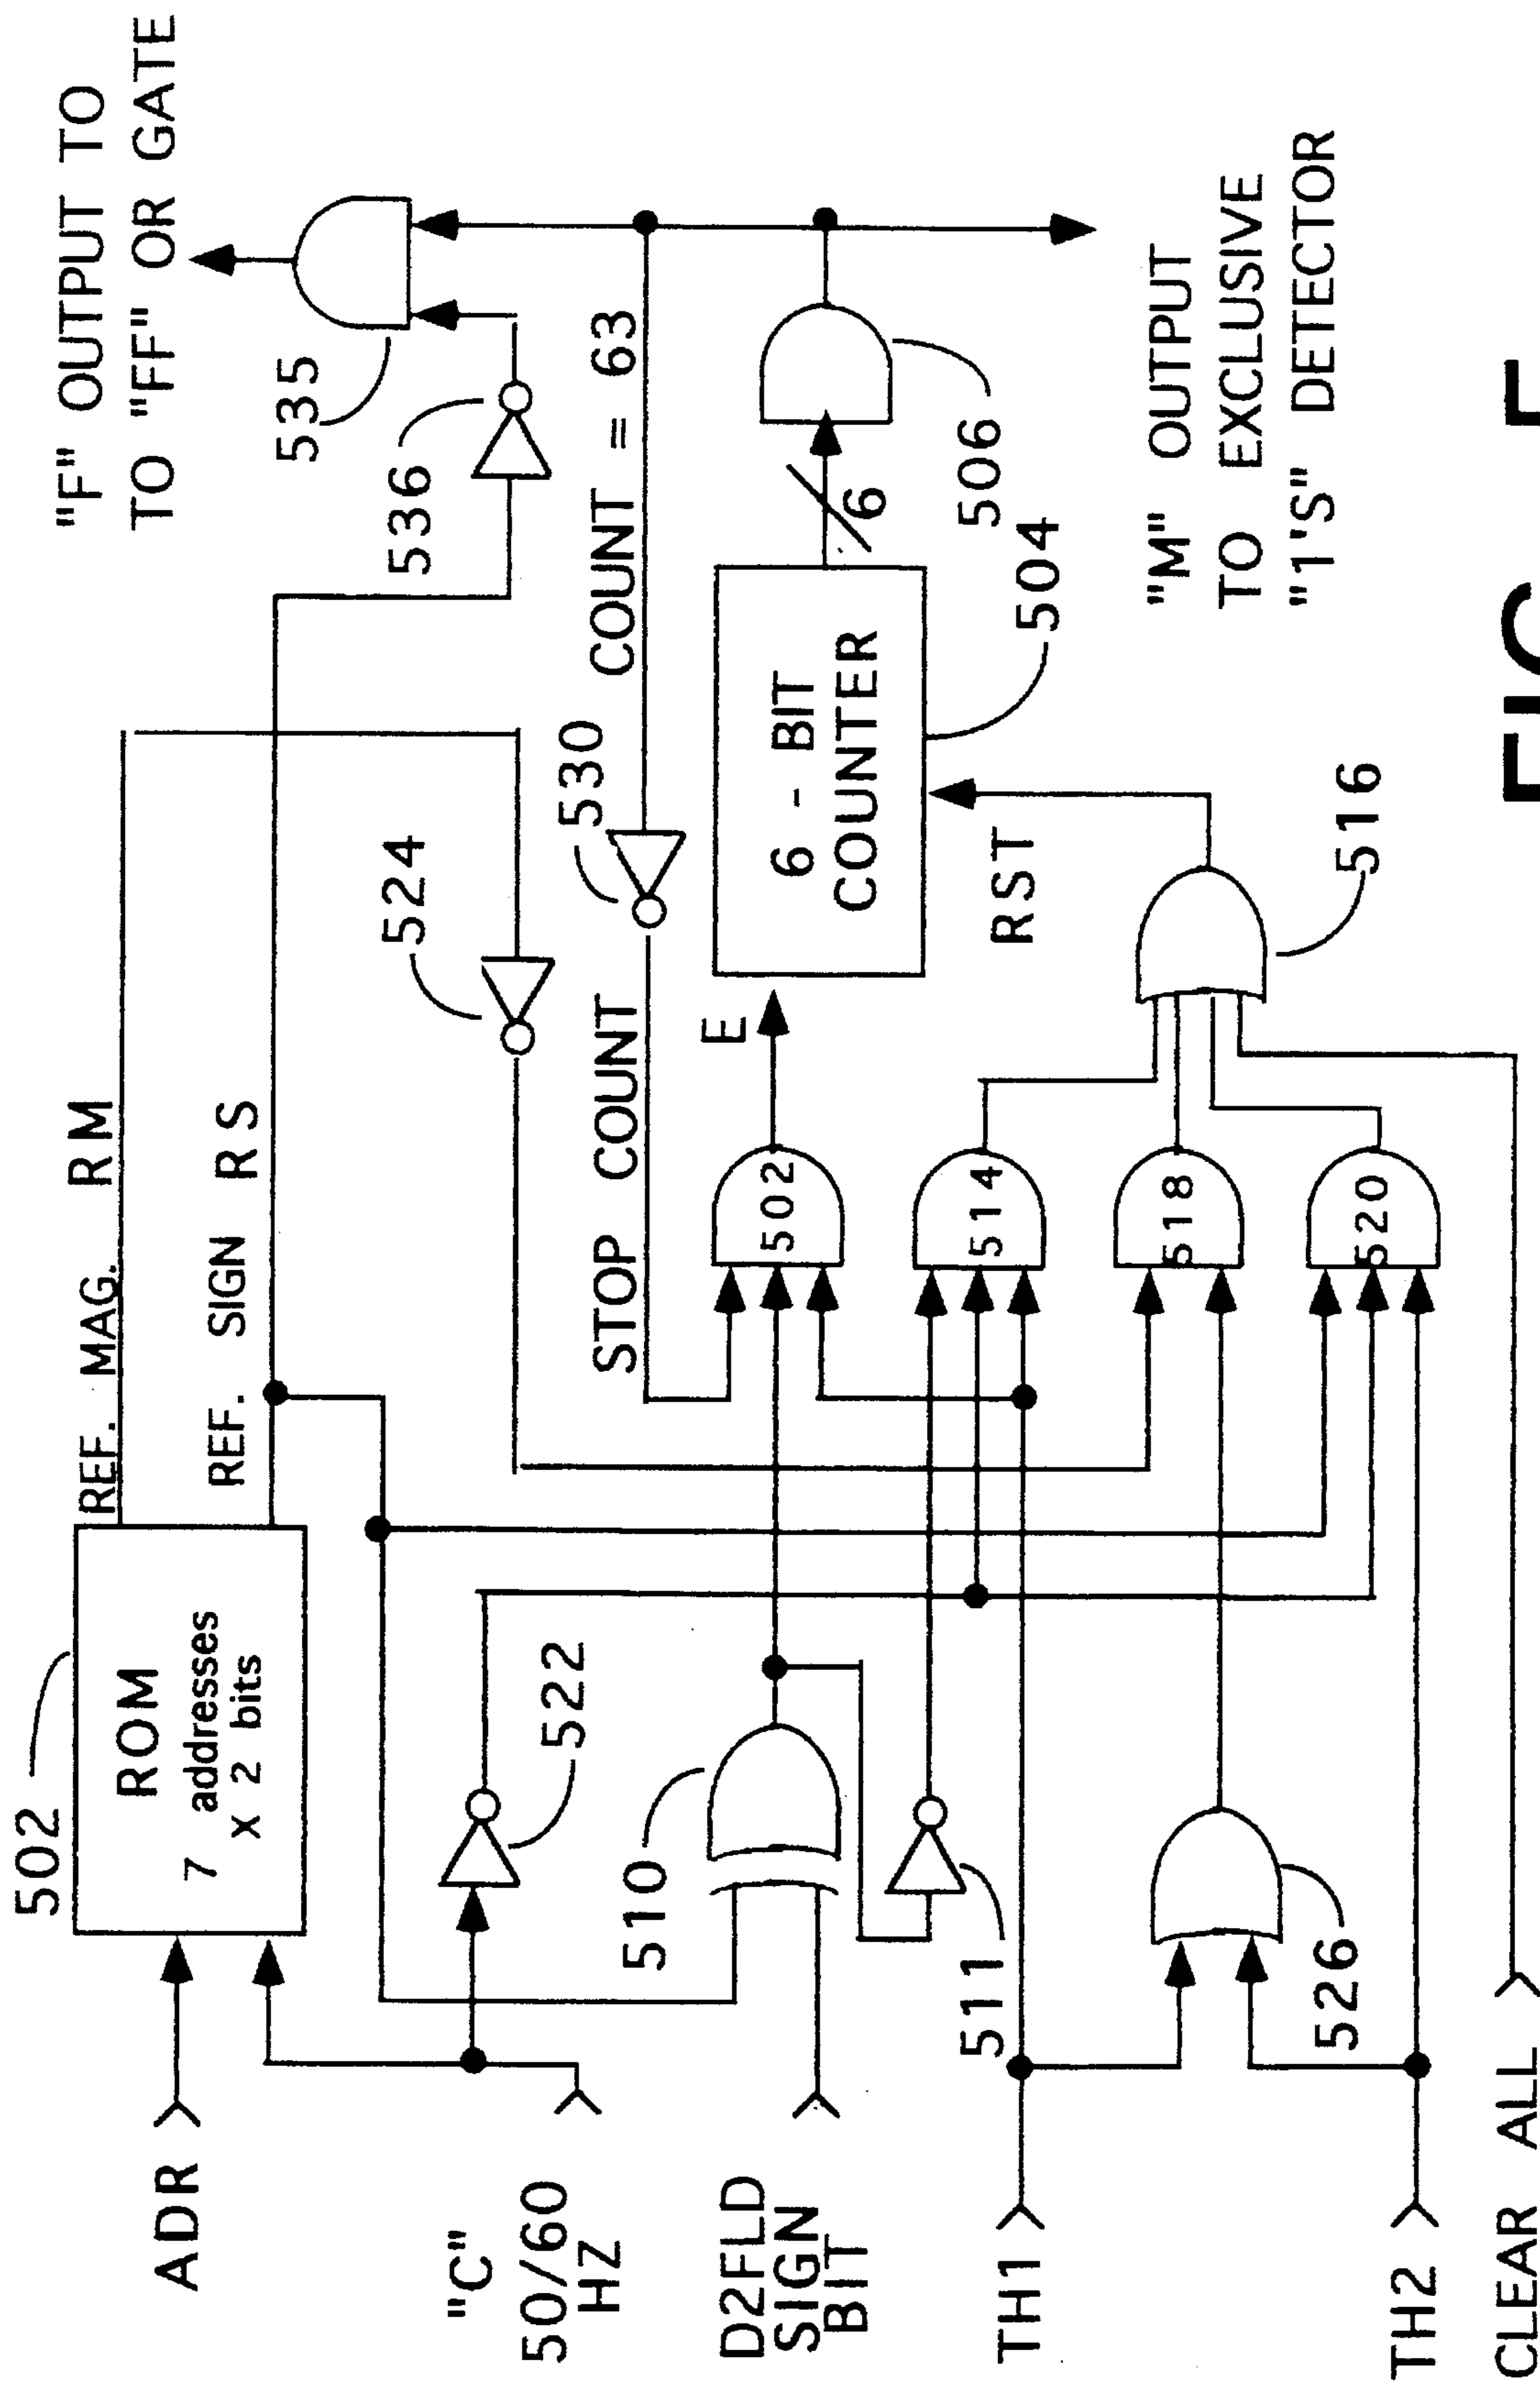 502
ROM
7 addresses
x 2 bits
REF. MAG. RM
REF. SIGN RS
"F" OUTPUT TO
TO "FF" OR GATE
535
536
524
530
COUNT = 63
STOP COUNT
ADR
"C"
50/60
HZ
522
510
D2FLD
SIGN
BIT
511
502
E
6 - BIT
COUNTER
6
506
504
514
518
520
RST
516
"M" OUTPUT
TO EXCLUSIVE
"1'S" DETECTOR
TH1
526
TH2
CLEAR ALL